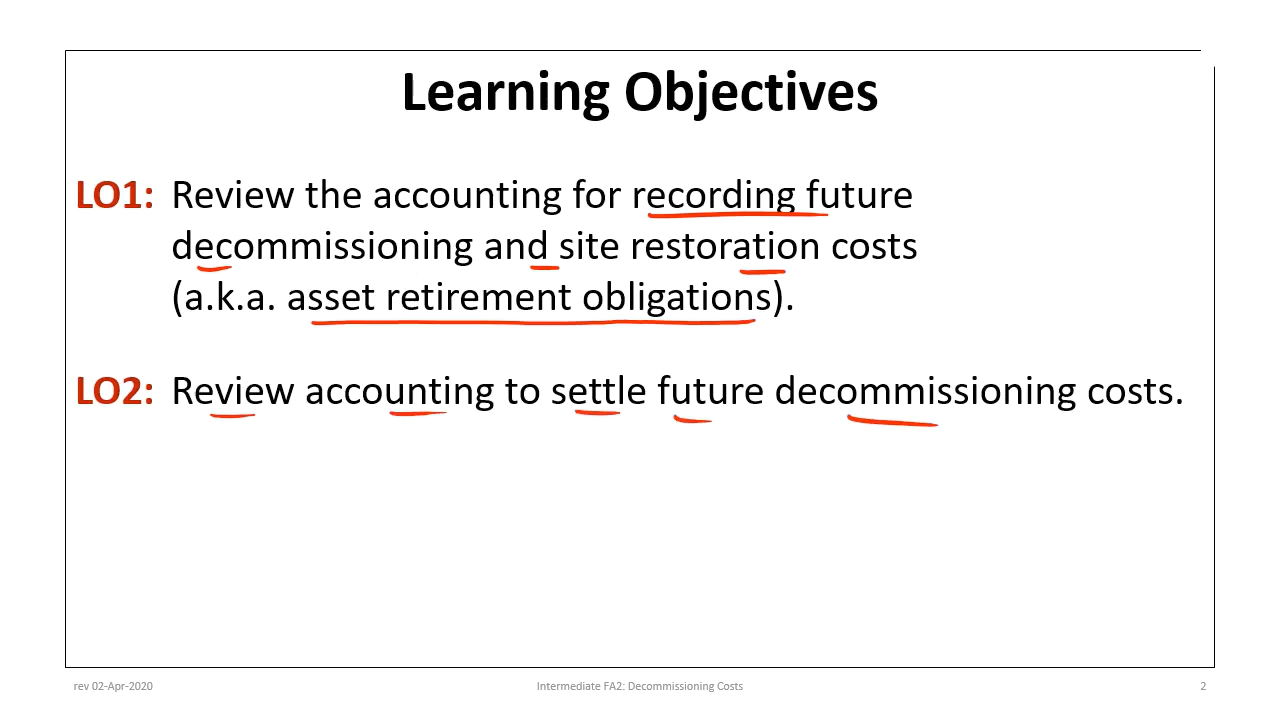 Learning Objectives
LO1: Review the accounting for recording future
decommissioning and site restoration costs
(a.k.a. asset retirement obligations).
LO2: Review accounting to settle future decommissioning costs.
rev 02-Apr-2020 Intermediate FA2: Decommissioning Costs 2